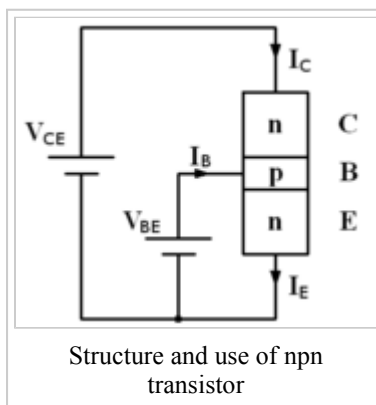 I_C
V_CE
n C
I_B
p B
V_BE
n E
I_E
Structure and use of npn
transistor